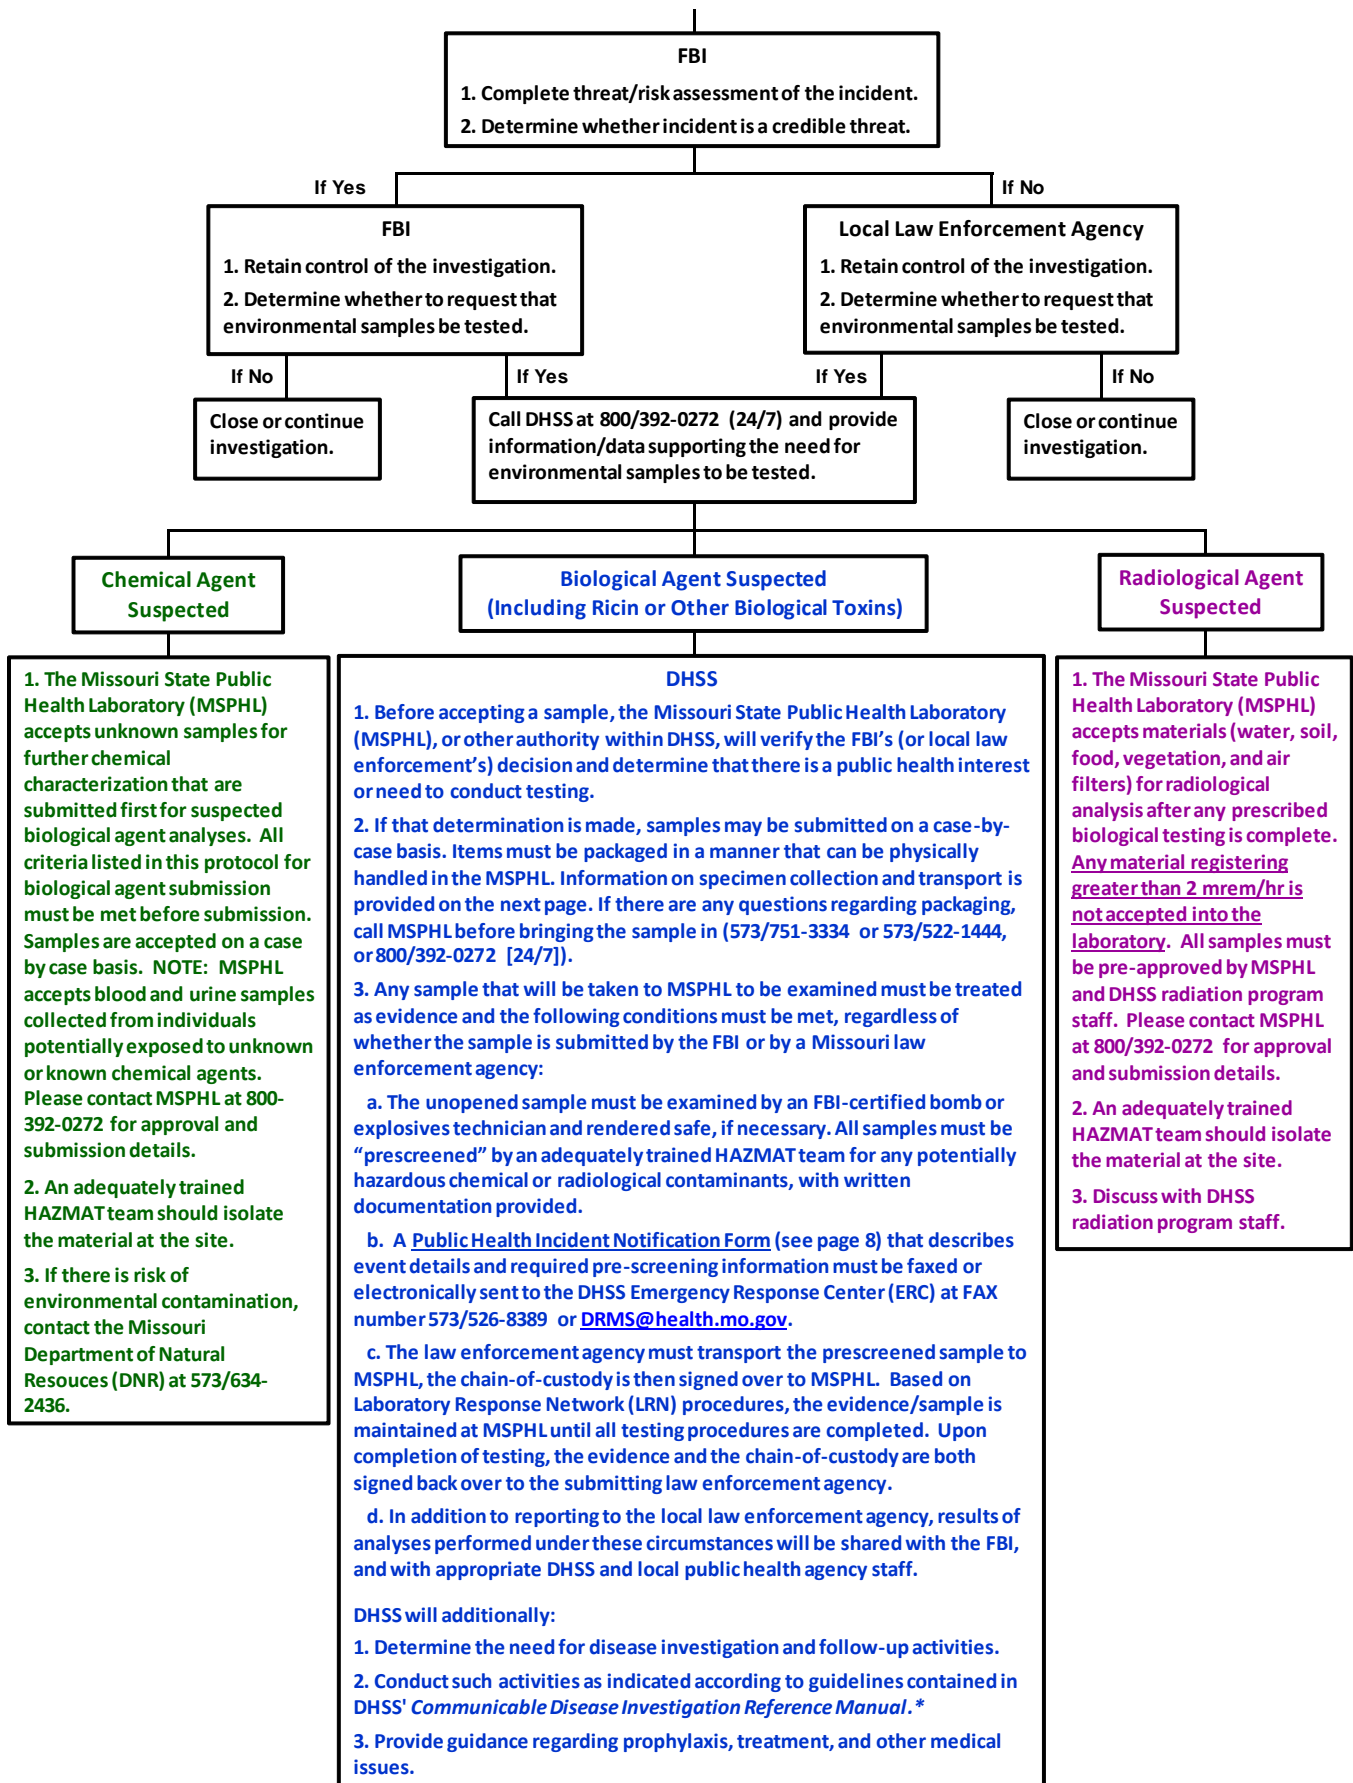 FBI
1. Complete threat/risk assessment of the incident.
2. Determine whether incident is a credible threat.
If Yes
If No
FBI
1. Retain control of the investigation.
2. Determine whether to request that
environmental samples be tested.
Local Law Enforcement Agency
1. Retain control of the investigation.
2. Determine whether to request that
environmental samples be tested.
If No
If Yes
If Yes
If No
Close or continue
investigation.
Call DHSS at 800/392-0272 (24/7) and provide
information/data supporting the need for
environmental samples to be tested.
Close or continue
investigation.
Chemical Agent
Suspected
Biological Agent Suspected
(Including Ricin or Other Biological Toxins)
Radiological Agent
Suspected
1. The Missouri State Public
Health Laboratory (MSPHL)
accepts unknown samples for
further chemical
characterization that are
submitted first for suspected
biological agent analyses. All
criteria listed in this protocol for
biological agent submission
must be met before submission.
Samples are accepted on a case
by case basis. NOTE: MSPHL
accepts blood and urine samples
collected from individuals
potentially exposed to unknown
or known chemical agents.
Please contact MSPHL at 800-
392-0272 for approval and
submission details.
2. An adequately trained
HAZMAT team should isolate
the material at the site.
3. If there is risk of
environmental contamination,
contact the Missouri
Department of Natural
Resouces (DNR) at 573/634-
2436.
DHSS
1. Before accepting a sample, the Missouri State Public Health Laboratory
(MSPHL), or other authority within DHSS, will verify the FBI's (or local law
enforcement's) decision and determine that there is a public health interest
or need to conduct testing.
2. If that determination is made, samples may be submitted on a case-by-
case basis. Items must be packaged in a manner that can be physically
handled in the MSPHL. Information on specimen collection and transport is
provided on the next page. If there are any questions regarding packaging,
call MSPHL before bringing the sample in (573/751-3334 or 573/522-1444,
or 800/392-0272 [24/7]).
3. Any sample that will be taken to MSPHL to be examined must be treated
as evidence and the following conditions must be met, regardless of
whether the sample is submitted by the FBI or by a Missouri law
enforcement agency:
a. The unopened sample must be examined by an FBI-certified bomb or
explosives technician and rendered safe, if necessary. All samples must be
“prescreened” by an adequately trained HAZMAT team for any potentially
hazardous chemical or radiological contaminants, with written
documentation provided.
b. A Public Health Incident Notification Form (see page 8) that describes
event details and required pre-screening information must be faxed or
electronically sent to the DHSS Emergency Response Center (ERC) at FAX
number 573/526-8389 or DRMS@health.mo.gov.
c. The law enforcement agency must transport the prescreened sample to
MSPHL, the chain-of-custody is then signed over to MSPHL. Based on
Laboratory Response Network (LRN) procedures, the evidence/sample is
maintained at MSPHL until all testing procedures are completed. Upon
completion of testing, the evidence and the chain-of-custody are both
signed back over to the submitting law enforcement agency.
d. In addition to reporting to the local law enforcement agency, results of
analyses performed under these circumstances will be shared with the FBI,
and with appropriate DHSS and local public health agency staff.
DHSS will additionally:
1. Determine the need for disease investigation and follow-up activities.
2. Conduct such activities as indicated according to guidelines contained in
DHSS' Communicable Disease Investigation Reference Manual.*
3. Provide guidance regarding prophylaxis, treatment, and other medical
issues.
1. The Missouri State Public
Health Laboratory (MSPHL)
accepts materials (water, soil,
food, vegetation, and air
filters) for radiological
analysis after any prescribed
biological testing is complete.
Any material registering
greater than 2 mrem/hr is
not accepted into the
laboratory. All samples must
be pre-approved by MSPHL
and DHSS radiation program
staff. Please contact MSPHL
at 800/392-0272 for approval
and submission details.
2. An adequately trained
HAZMAT team should isolate
the material at the site.
3. Discuss with DHSS
radiation program staff.